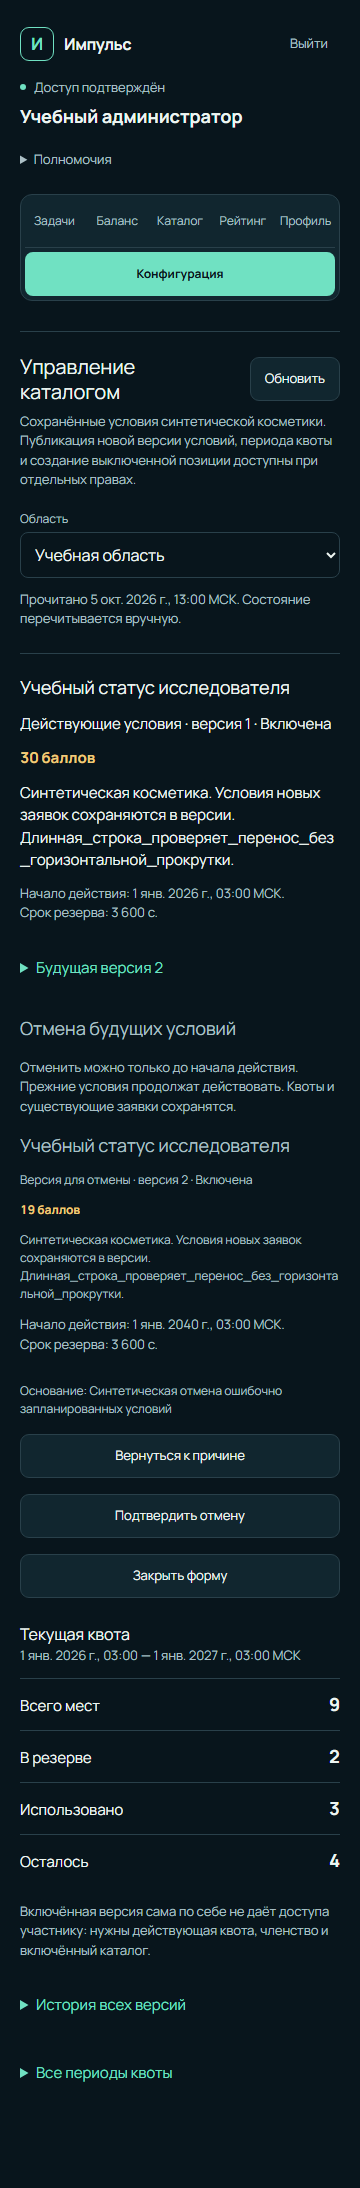 И Импульс Выйти
Доступ подтверждён
Учебный администратор
Полномочия
Задачи Баланс Каталог Рейтинг Профиль
Конфигурация
Управление
каталогом
Обновить
Сохранённые условия синтетической косметики.
Публикация новой версии условий, периода квоты
и создание выключенной позиции доступны при
отдельных правах.
Область
Учебная область
Прочитано 5 окт. 2026 г., 13:00 МСК. Состояние
перечитывается вручную.
Учебный статус исследователя
Действующие условия · версия 1 · Включена
30 баллов
Синтетическая косметика. Условия новых
заявок сохраняются в версии.
Длинная_строка_проверяет_перенос_без
_горизонтальной_прокрутки.
Начало действия: 1 янв. 2026 г., 03:00 МСК.
Срок резерва: 3 600 с.
Будущая версия 2
Отмена будущих условий
Отменить можно только до начала действия.
Прежние условия продолжат действовать. Квоты и
существующие заявки сохранятся.
Учебный статус исследователя
Версия для отмены · версия 2 · Включена
19 баллов
Синтетическая косметика. Условия новых заявок
сохраняются в версии.
Длинная_строка_проверяет_перенос_без_горизонта
льной_прокрутки.
Начало действия: 1 янв. 2040 г., 03:00 МСК.
Срок резерва: 3 600 с.
Основание: Синтетическая отмена ошибочно
запланированных условий
Вернуться к причине
Подтвердить отмену
Закрыть форму
Текущая квота
1 янв. 2026 г., 03:00 — 1 янв. 2027 г., 03:00 МСК
Всего мест 9
В резерве 2
Использовано 3
Осталось 4
Включённая версия сама по себе не даёт доступа
участнику: нужны действующая квота, членство и
включённый каталог.
История всех версий
Все периоды квоты